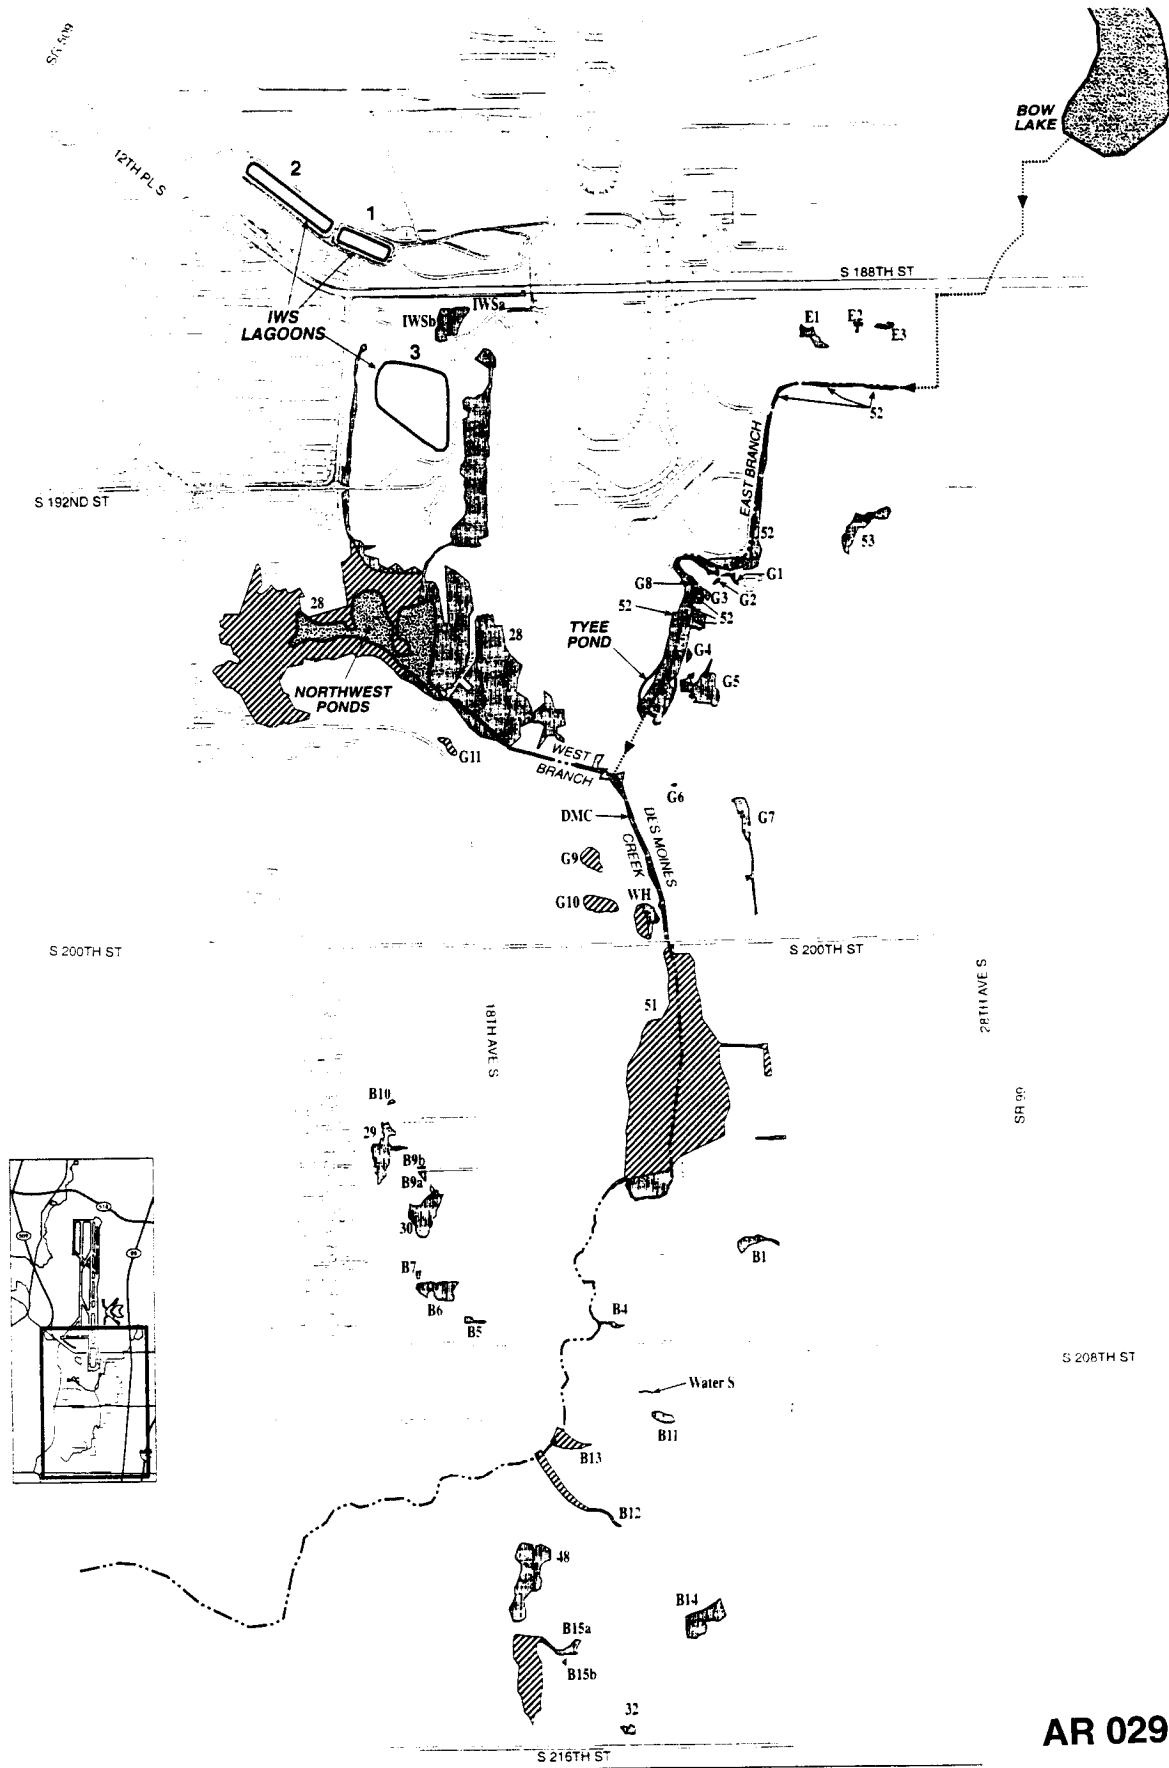 SR 509
BOW
LAKE
12TH PL S
2
1
S 188TH ST
IWS
LAGOONS
IWSb
IWSa
3
E1
E2
E3
52
EAST BRANCH
S 192ND ST
52
53
G1
G8
G3
G2
28
52
52
TYEE
POND
28
G4
G5
NORTHWEST
PONDS
G11
WEST
BRANCH
G6
G7
DMC
DES MOINES
CREEK
G9
G10
WH
S 200TH ST
S 200TH ST
51
18TH AVE S
28TH AVE S
SR 99
B10
29
B9b
B9a
30
B1
B7
B6
B5
B4
S 208TH ST
Water S
B11
B13
B12
48
B14
B15a
B15b
32
AR 029
S 216TH ST